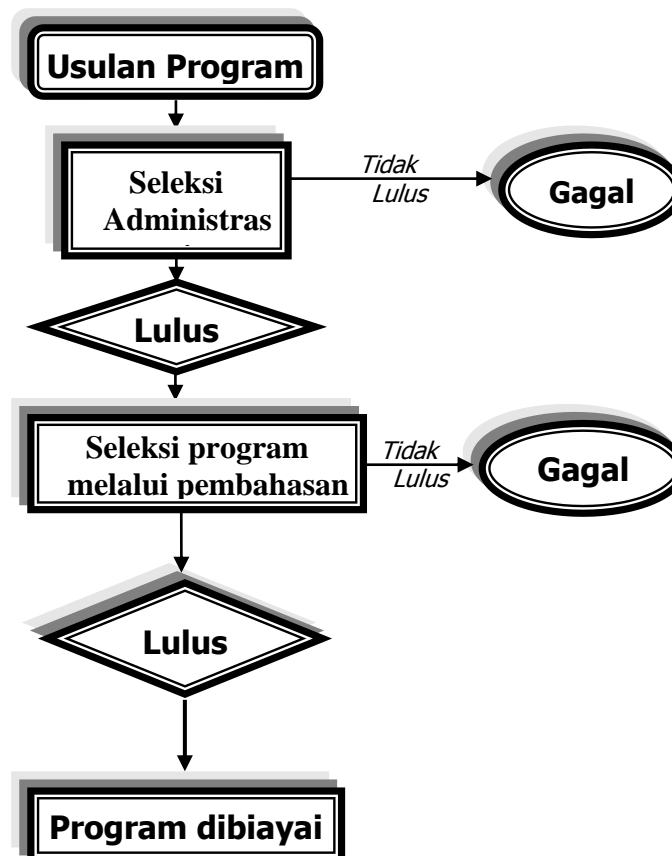 Usulan Program
Seleksi
Administras
Tidak
Lulus
Gagal
Lulus
Seleksi program
melalui pembahasan
Tidak
Lulus
Gagal
Lulus
Program dibiayai